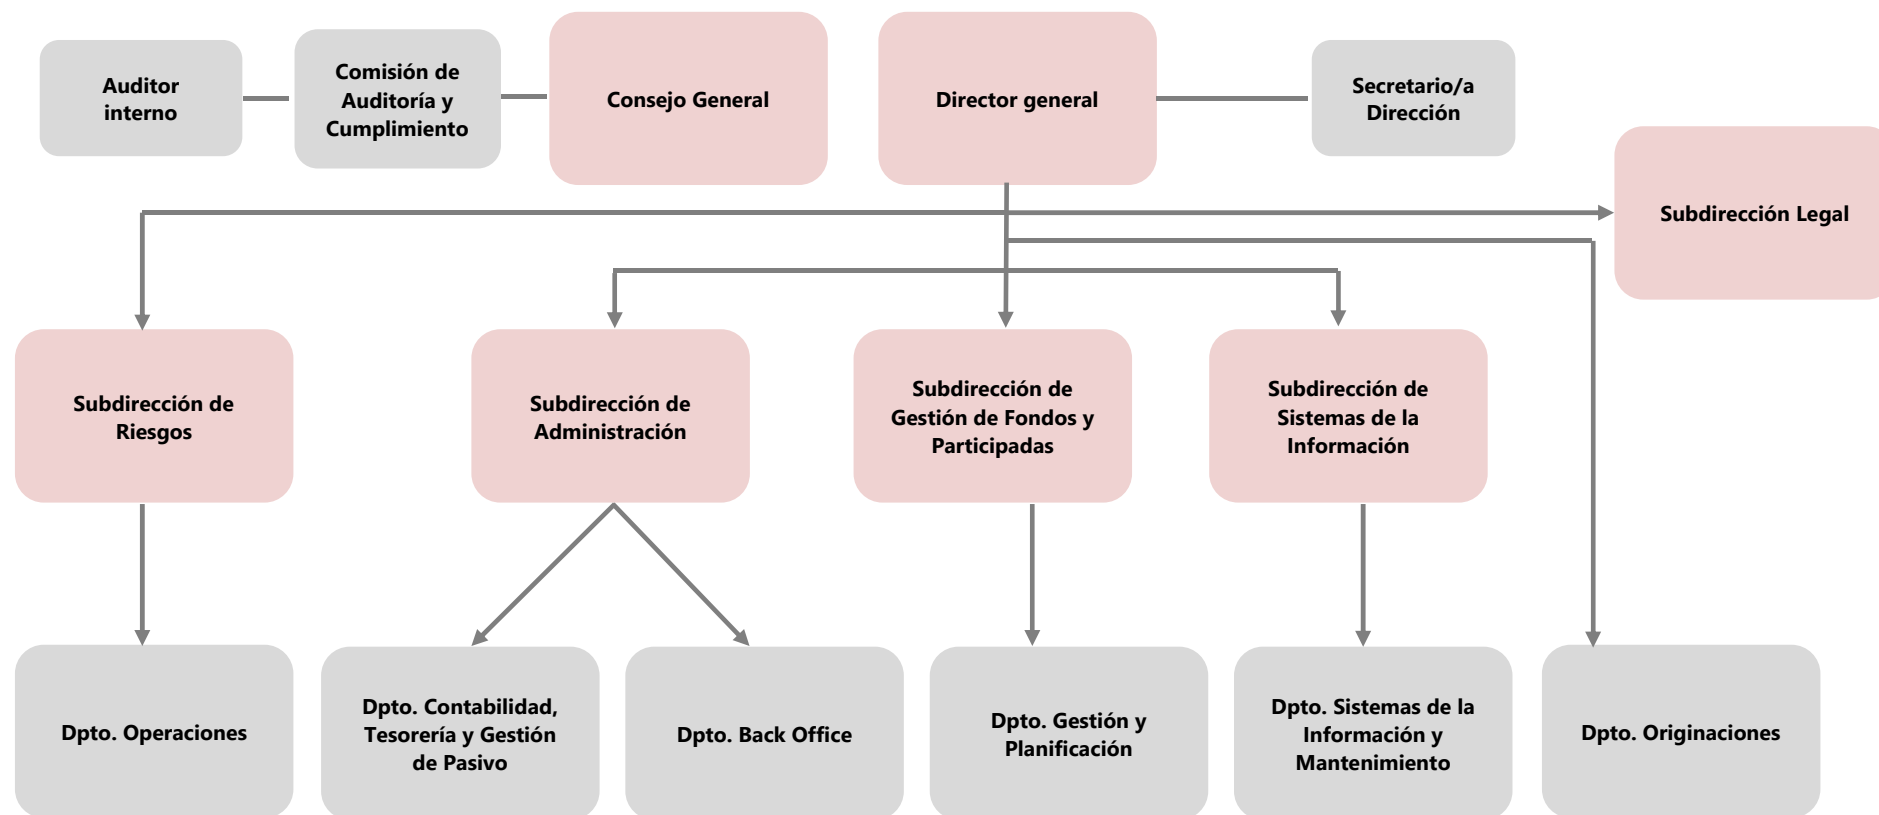 Auditor
interno
Comisión de
Auditoría y
Cumplimiento
Consejo General
Director general
Secretario/a
Dirección
Subdirección Legal
Subdirección de
Riesgos
Subdirección de
Administración
Subdirección de
Gestión de Fondos y
Participadas
Subdirección de
Sistemas de la
Información
Dpto. Operaciones
Dpto. Contabilidad,
Tesorería y Gestión
de Pasivo
Dpto. Back Office
Dpto. Gestión y
Planificación
Dpto. Sistemas de la
Información y
Mantenimiento
Dpto. Originaciones